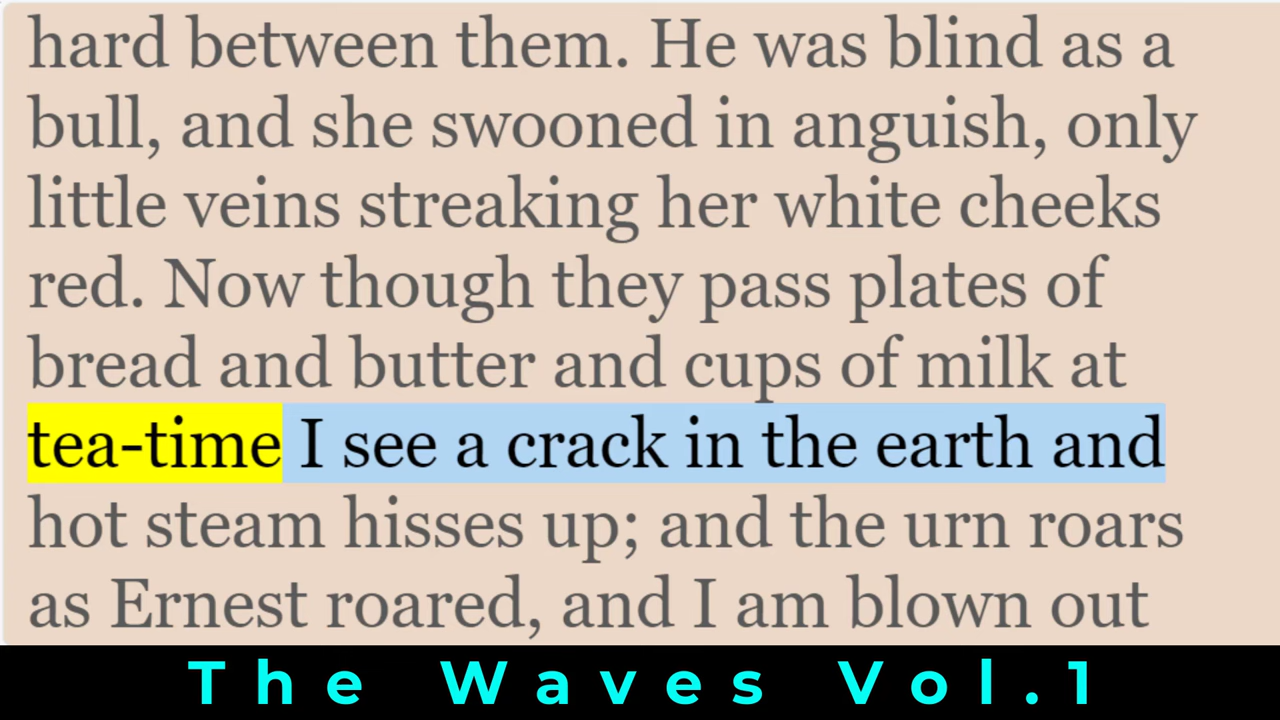 hard between them. He was blind as a
bull, and she swooned in anguish, only
little veins streaking her white cheeks
red. Now though they pass plates of
bread and butter and cups of milk at
tea-time I see a crack in the earth and
hot steam hisses up; and the urn roars
as Ernest roared, and I am blown out
The Waves Vol.1